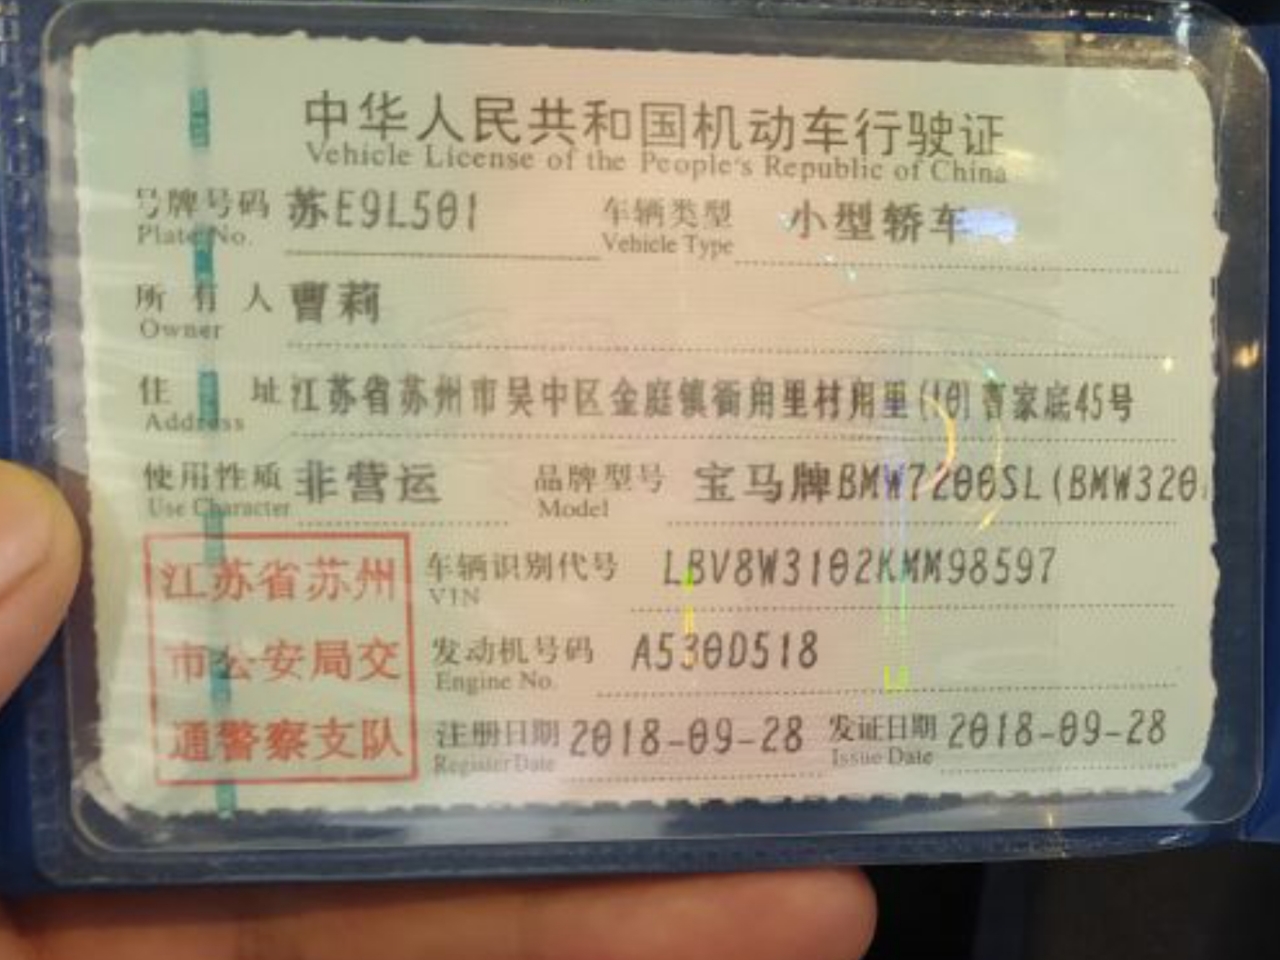 中华人民共和国机动车行驶证
Vehicle License of the People's Republic of China
号牌号码 苏E9L501 车辆类型 小型轿车
Plate No. Vehicle Type
所有人 曹莉
Owner
住址 江苏省苏州市吴中区金庭镇衙甪里村甪里(10)曹家底45号
Address
使用性质 非营运 品牌型号 宝马牌BMW7200SL(BMW320
Use Character Model
江苏省苏州
市公安局交
通警察支队
车辆识别代号 LBV8W3102KMM98597
VIN
发动机号码 A530D518
Engine No.
注册日期 2018-09-28 发证日期 2018-09-28
Register Date Issue Date